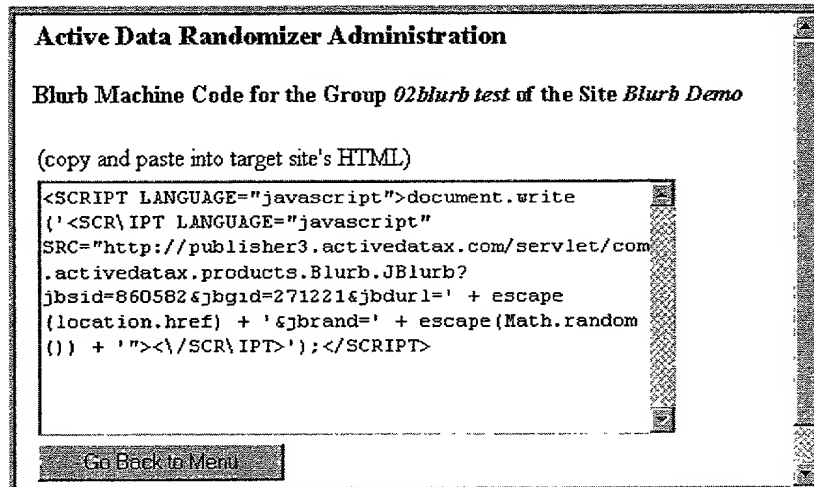 Active Data Randomizer Administration
Blurb Machine Code for the Group 02blurb test of the Site Blurb Demo
(copy and paste into target site's HTML)
<SCRIPT LANGUAGE="javascript">document.write
('<SCR\IPT LANGUAGE="javascript"
SRC="http://publisher3.activedatax.com/servlet/com
.activedatax.products.Blurb.JBlurb?
jbsid=860582&jbgid=271221&jbdurl=' + escape
(location.href) + '&jbrand=' + escape(Math.random
()) + '"><\/SCR\IPT>');</SCRIPT>
Go Back to Menu